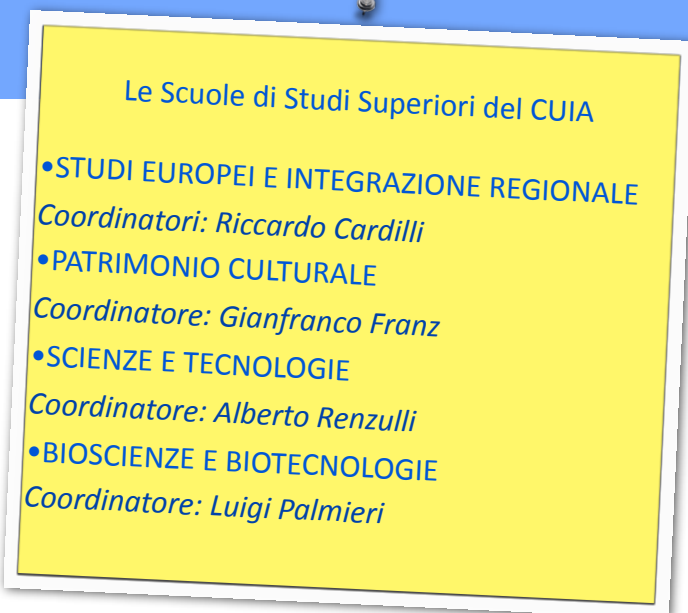 Le Scuole di Studi Superiori del CUIA
•STUDI EUROPEI E INTEGRAZIONE REGIONALE
Coordinatori: Riccardo Cardilli
•PATRIMONIO CULTURALE
Coordinatore: Gianfranco Franz
•SCIENZE E TECNOLOGIE
Coordinatore: Alberto Renzulli
•BIOSCIENZE E BIOTECNOLOGIE
Coordinatore: Luigi Palmieri